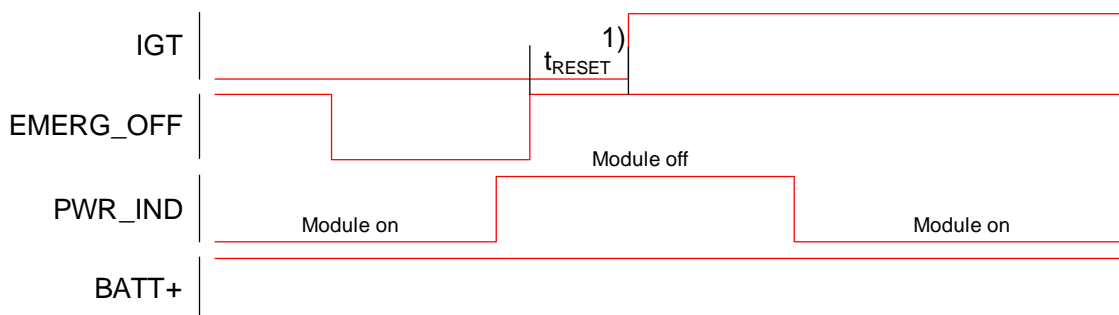 IGT
1)
tRESET
EMERG_OFF
Module off
PWR_IND
Module on
Module on
BATT+